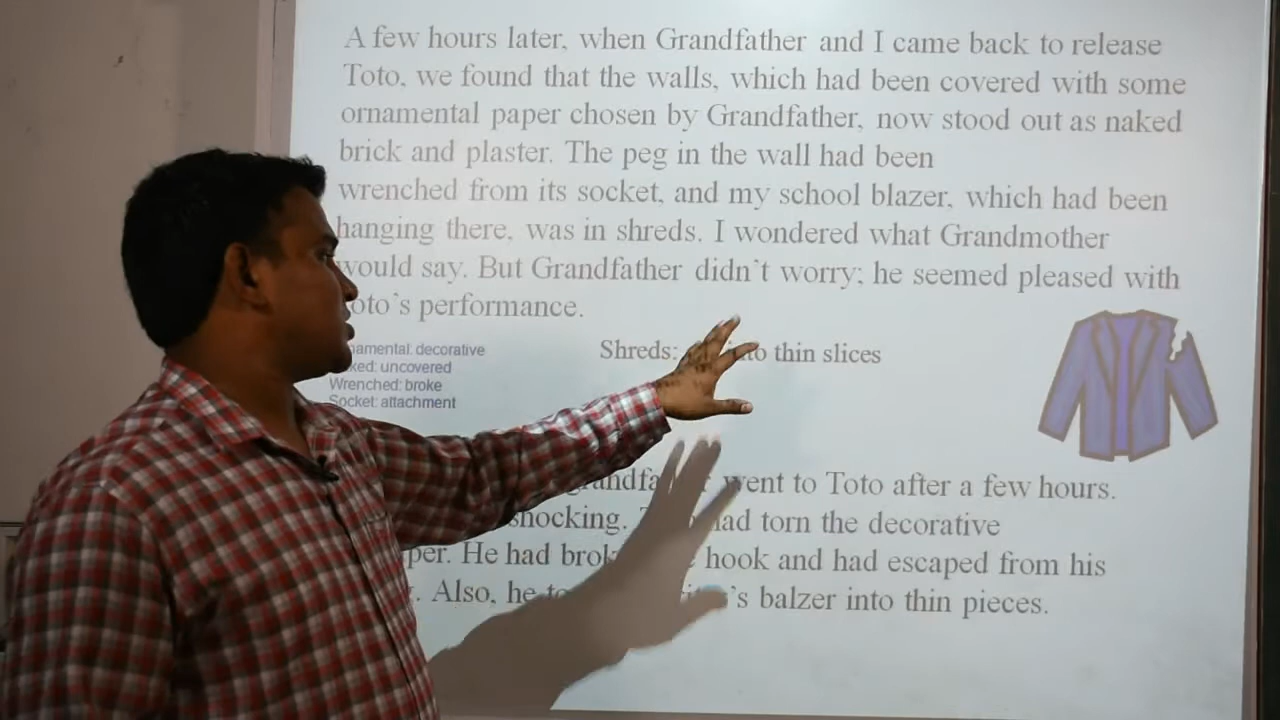 A few hours later, when Grandfather and I came back to release
Toto, we found that the walls, which had been covered with some
ornamental paper chosen by Grandfather, now stood out as naked
brick and plaster. The peg in the wall had been
wrenched from its socket, and my school blazer, which had been
hanging there, was in shreds. I wondered what Grandmother
would say. But Grandfather didn't worry; he seemed pleased with
oto's performance.
namental: decorative
ked: uncovered
Wrenched: broke
Socket: attachment
Shreds: into thin slices
went to Toto after a few hours.
shocking. had torn the decorative
per. He had brok hook and had escaped from his
Also, he 's balzer into thin pieces.